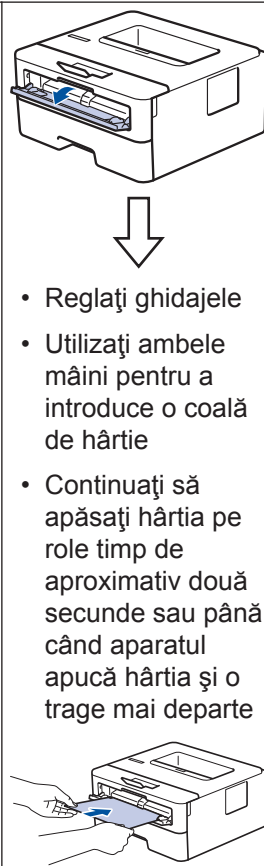 • Reglaţi ghidajele
• Utilizaţi ambele
mâini pentru a
introduce o coală
de hârtie
• Continuaţi să
apăsaţi hârtia pe
role timp de
aproximativ două
secunde sau până
când aparatul
apucă hârtia şi o
trage mai departe